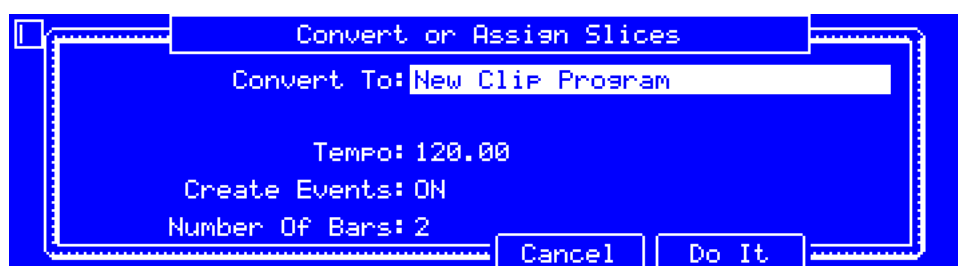 Convert or Assign Slices
Convert To: New Clip Program
Tempo: 120.00
Create Events: ON
Number Of Bars: 2
Cancel Do It